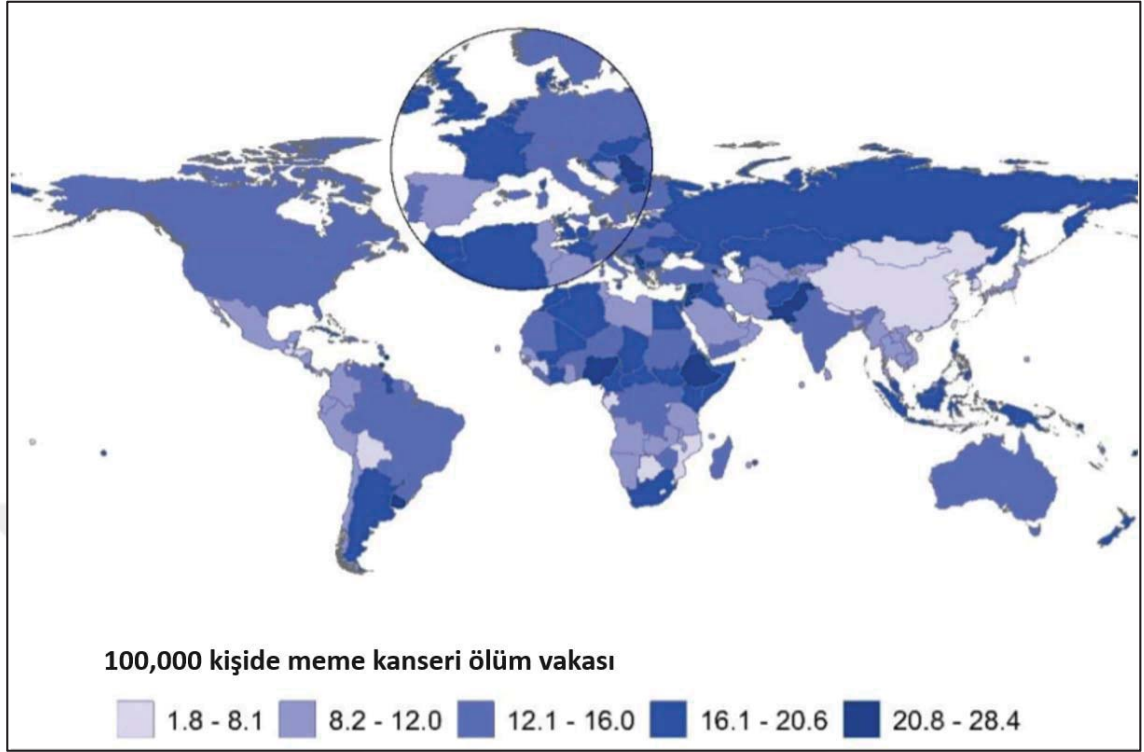 100,000 kişide meme kanseri ölüm vakası
1.8 - 8.1 8.2 - 12.0 12.1 - 16.0 16.1 - 20.6 20.8 - 28.4